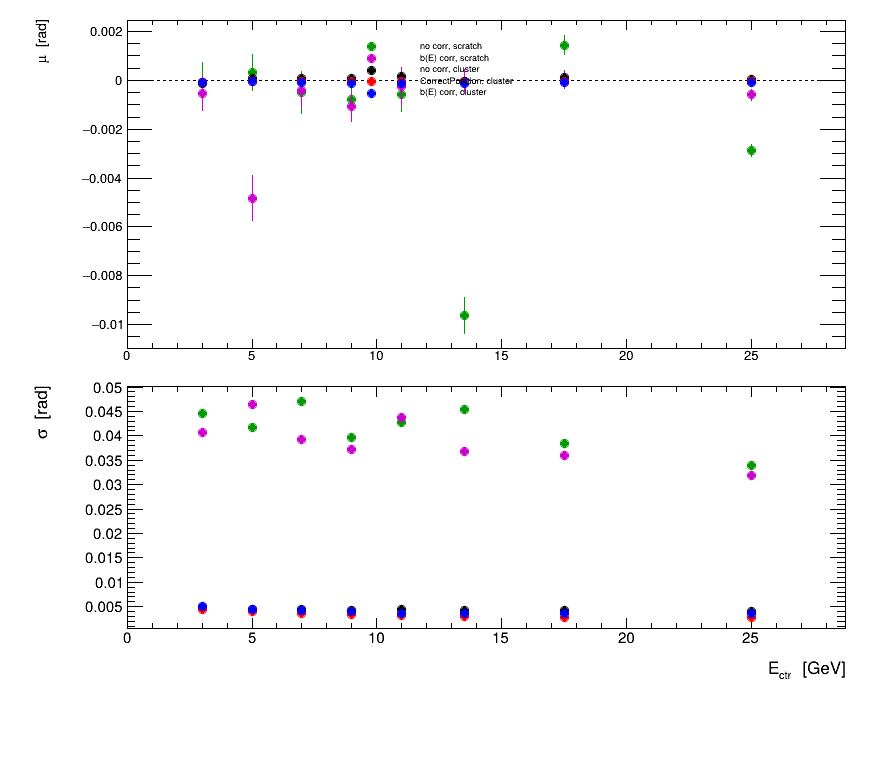 μ [rad]
0.002
0
−0.002
−0.004
−0.006
−0.008
−0.01
no corr, scratch
b(E) corr, scratch
no corr, cluster
CorrectPosition, cluster
b(E) corr, cluster
0 5 10 15 20 25
σ [rad]
0.05
0.045
0.04
0.035
0.03
0.025
0.02
0.015
0.01
0.005
0 5 10 15 20 25
E_ctr [GeV]